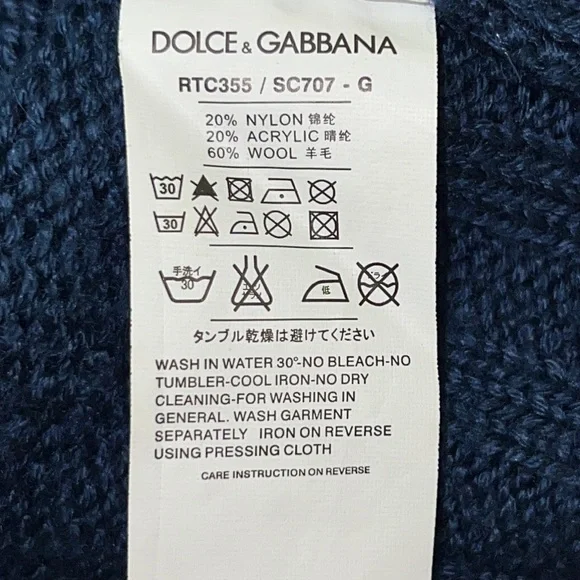 DOLCE & GABBANA
RTC355 / SC707 - G
20% NYLON 锦纶
20% ACRYLIC 晴纶
60% WOOL 羊毛
30
30
手洗イ
30
低
タンブル乾燥は避けてください
WASH IN WATER 30°-NO BLEACH-NO
TUMBLER-COOL IRON-NO DRY
CLEANING-FOR WASHING IN
GENERAL. WASH GARMENT
SEPARATELY IRON ON REVERSE
USING PRESSING CLOTH
CARE INSTRUCTION ON REVERSE